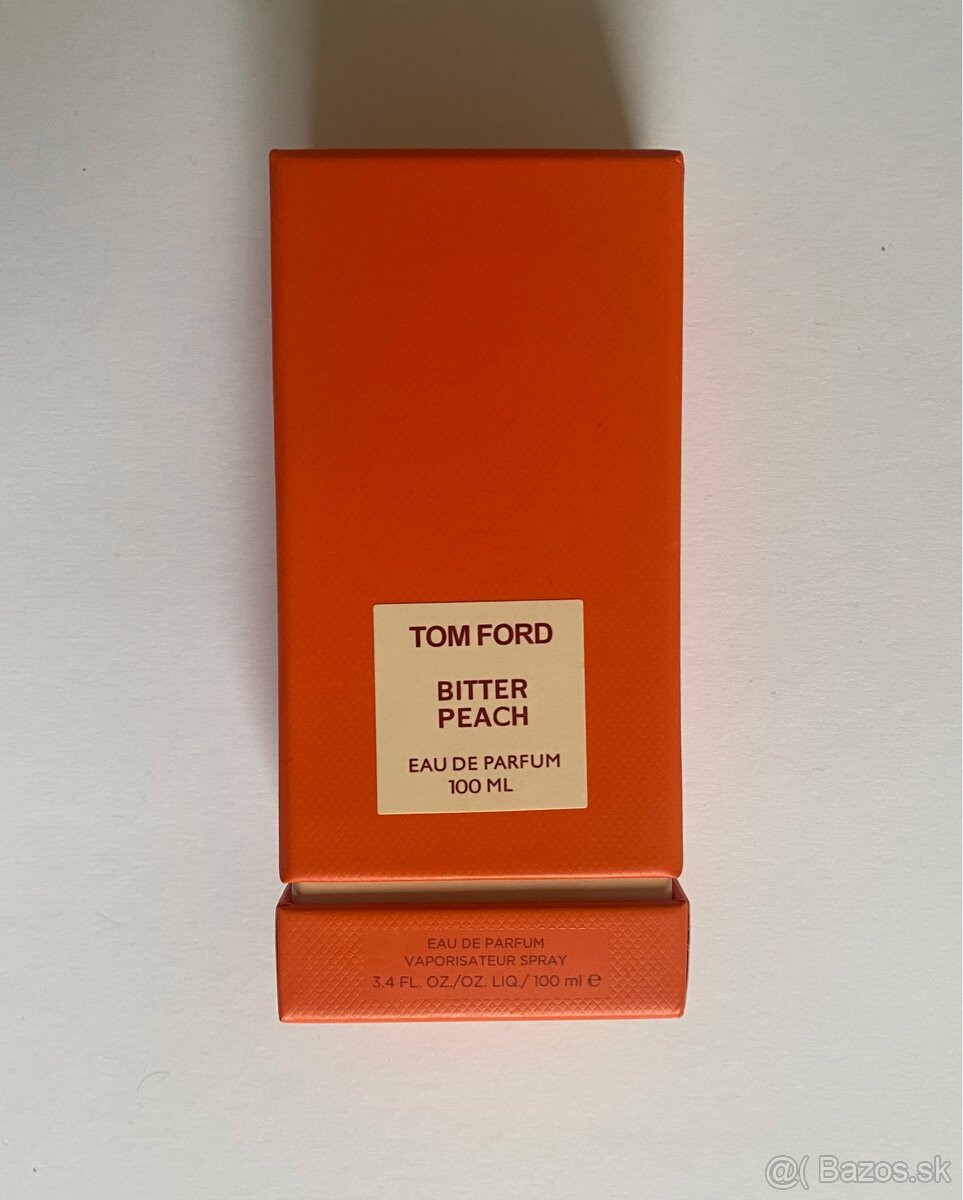 TOM FORD
BITTER
PEACH
EAU DE PARFUM
100 ML
EAU DE PARFUM
VAPORISATEUR SPRAY
3.4 FL. OZ./OZ. LIQ./ 100 ml ℮
@( Bazos.sk